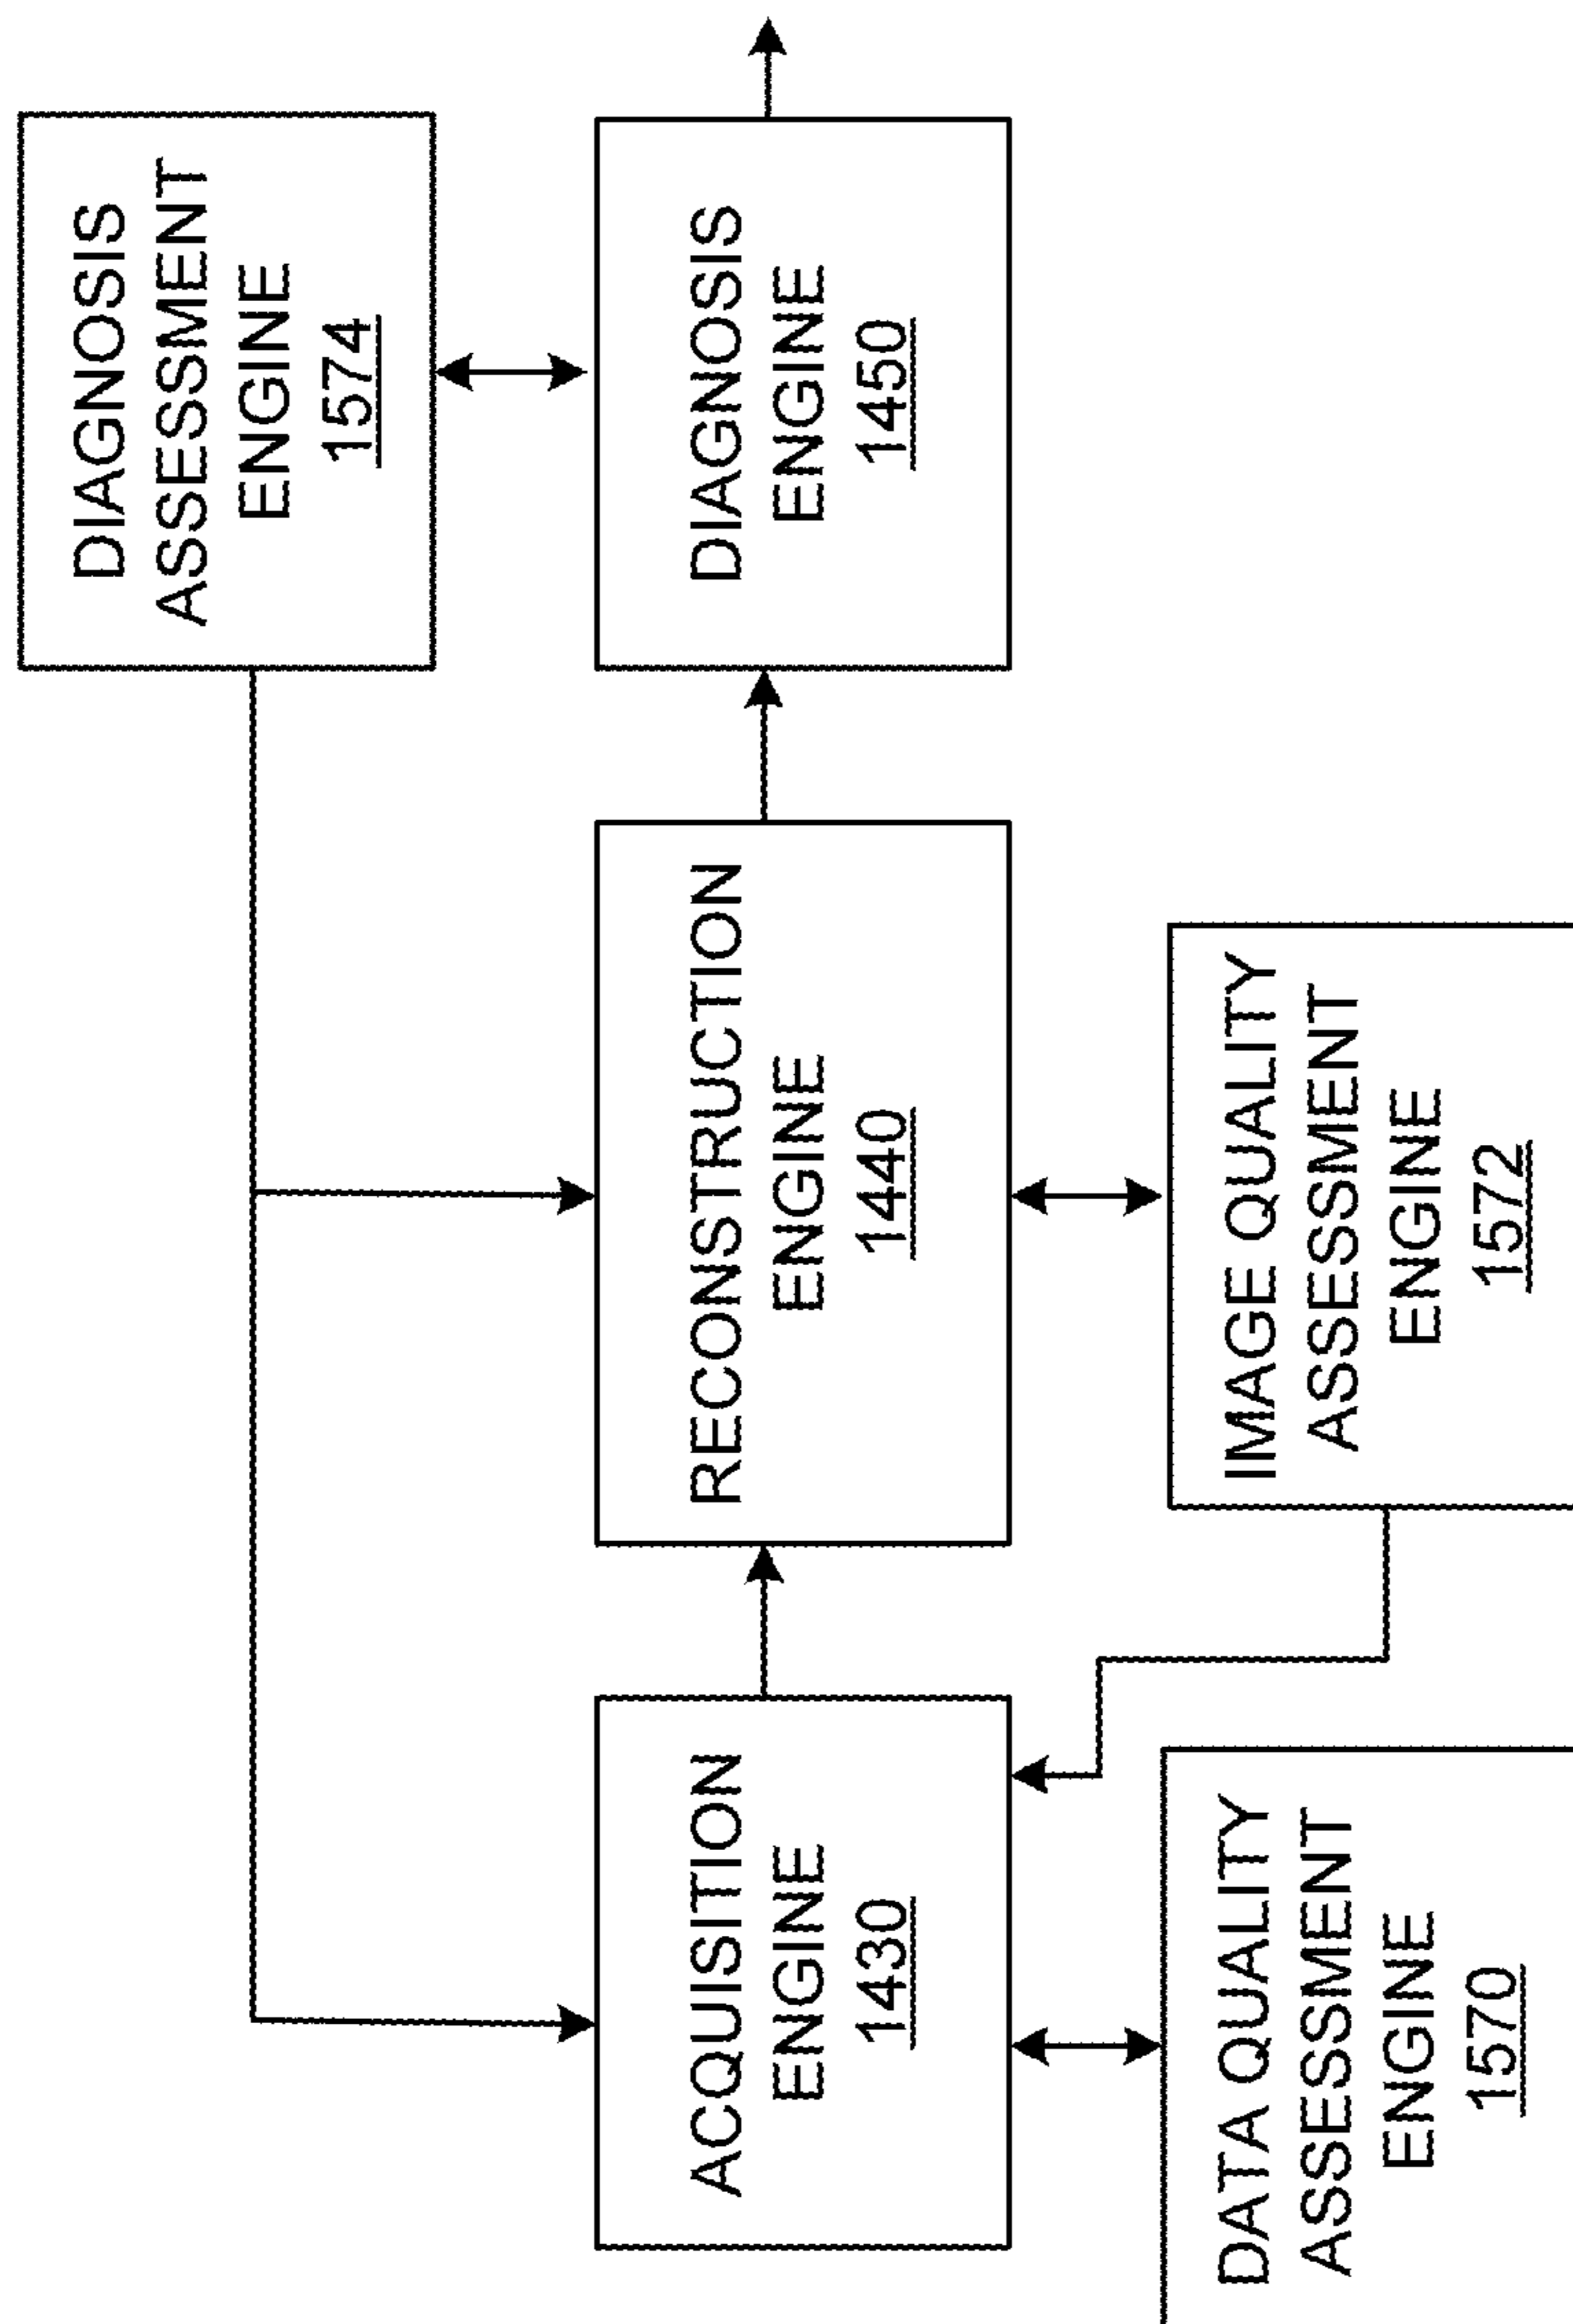 DIAGNOSIS
ASSESSMENT
ENGINE
1574
ACQUISITION
ENGINE
1430
RECONSTRUCTION
ENGINE
1440
DIAGNOSIS
ENGINE
1450
DATA QUALITY
ASSESSMENT
ENGINE
1570
IMAGE QUALITY
ASSESSMENT
ENGINE
1572